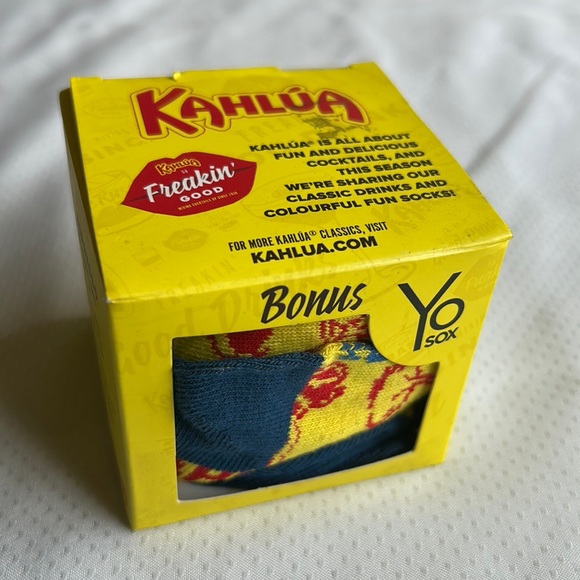 KAHLÚA
KAHLÚA® IS ALL ABOUT
FUN AND DELICIOUS
COCKTAILS, AND
THIS SEASON
WE'RE SHARING OUR
CLASSIC DRINKS AND
COLOURFUL FUN SOCKS!
KAHLÚA
IS
Freakin'
GOOD
FOR MORE KAHLÚA® CLASSICS, VISIT
KAHLUA.COM
Bonus
Yo
SOX